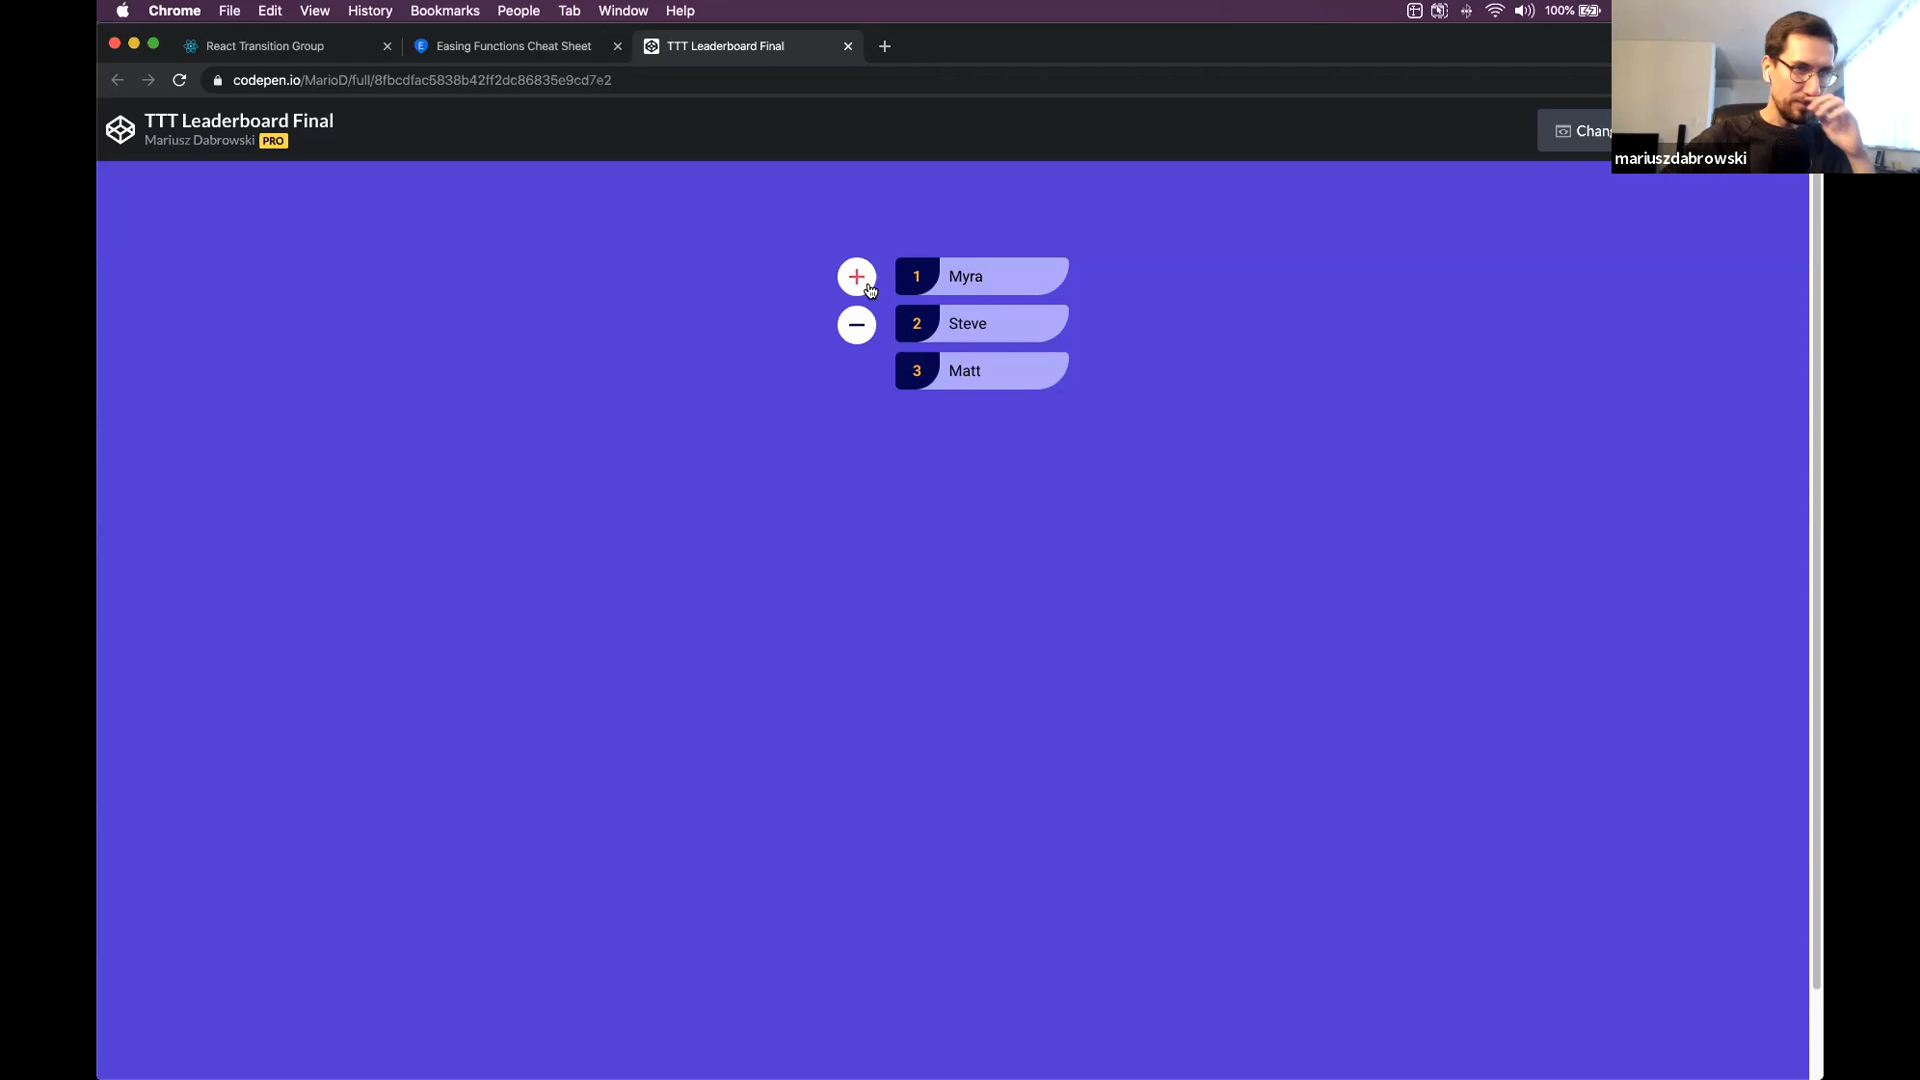 Chrome File Edit View History Bookmarks People Tab Window Help 100%
React Transition Group
Easing Functions Cheat Sheet
TTT Leaderboard Final
codepen.io/MarioD/full/8fbcdfac5838b42ff2dc86835e9cd7e2
TTT Leaderboard Final
Mariusz Dabrowski PRO
Chang
mariuszdabrowski
1 Myra
2 Steve
3 Matt